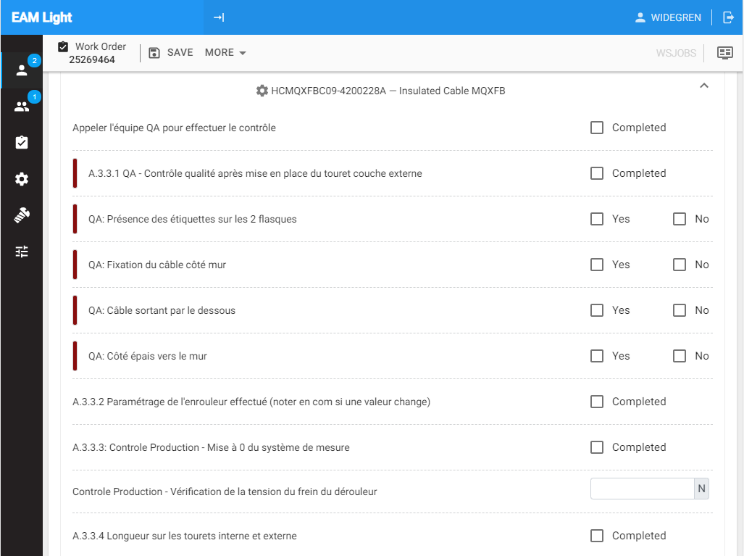 EAM Light
WIDEGREN
2
1
Work Order
25269464
SAVE
MORE
WSJOBS
HCMQXFBC09-4200228A — Insulated Cable MQXFB
Appeler l'équipe QA pour effectuer le contrôle
Completed
A.3.3.1 QA - Contrôle qualité après mise en place du touret couche externe
Completed
QA: Présence des étiquettes sur les 2 flasques
Yes No
QA: Fixation du câble côté mur
Yes No
QA: Câble sortant par le dessous
Yes No
QA: Côté épais vers le mur
Yes No
A.3.3.2 Paramétrage de l'enrouleur effectué (noter en com si une valeur change)
Completed
A.3.3.3: Controle Production - Mise à 0 du système de mesure
Completed
Controle Production - Vérification de la tension du frein du dérouleur
N
A.3.3.4 Longueur sur les tourets interne et externe
Completed